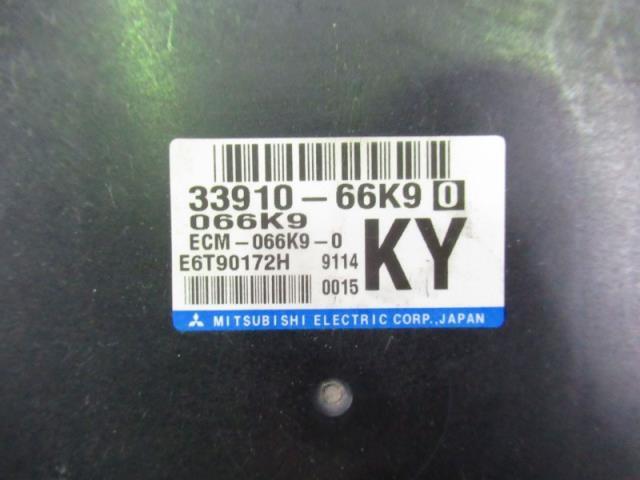 33910-66K9 0
066K9
ECM-066K9-0
KY
E6T90172H 9114
0015
MITSUBISHI ELECTRIC CORP.,JAPAN